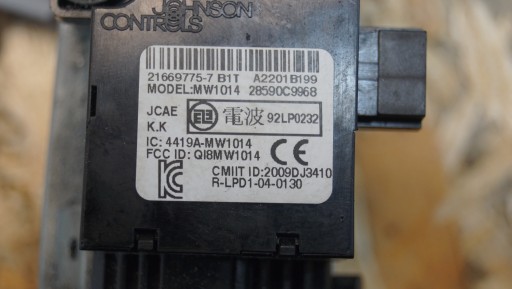 JOHNSON
CONTROLS
21669775-7 B1T A2201B199
MODEL:MW1014 28590C9968
JCAE
K.K
電波 92LP0232
IC: 4419A-MW1014
FCC ID: QI8MW1014
CE
CMIIT ID:2009DJ3410
R-LPD1-04-0130